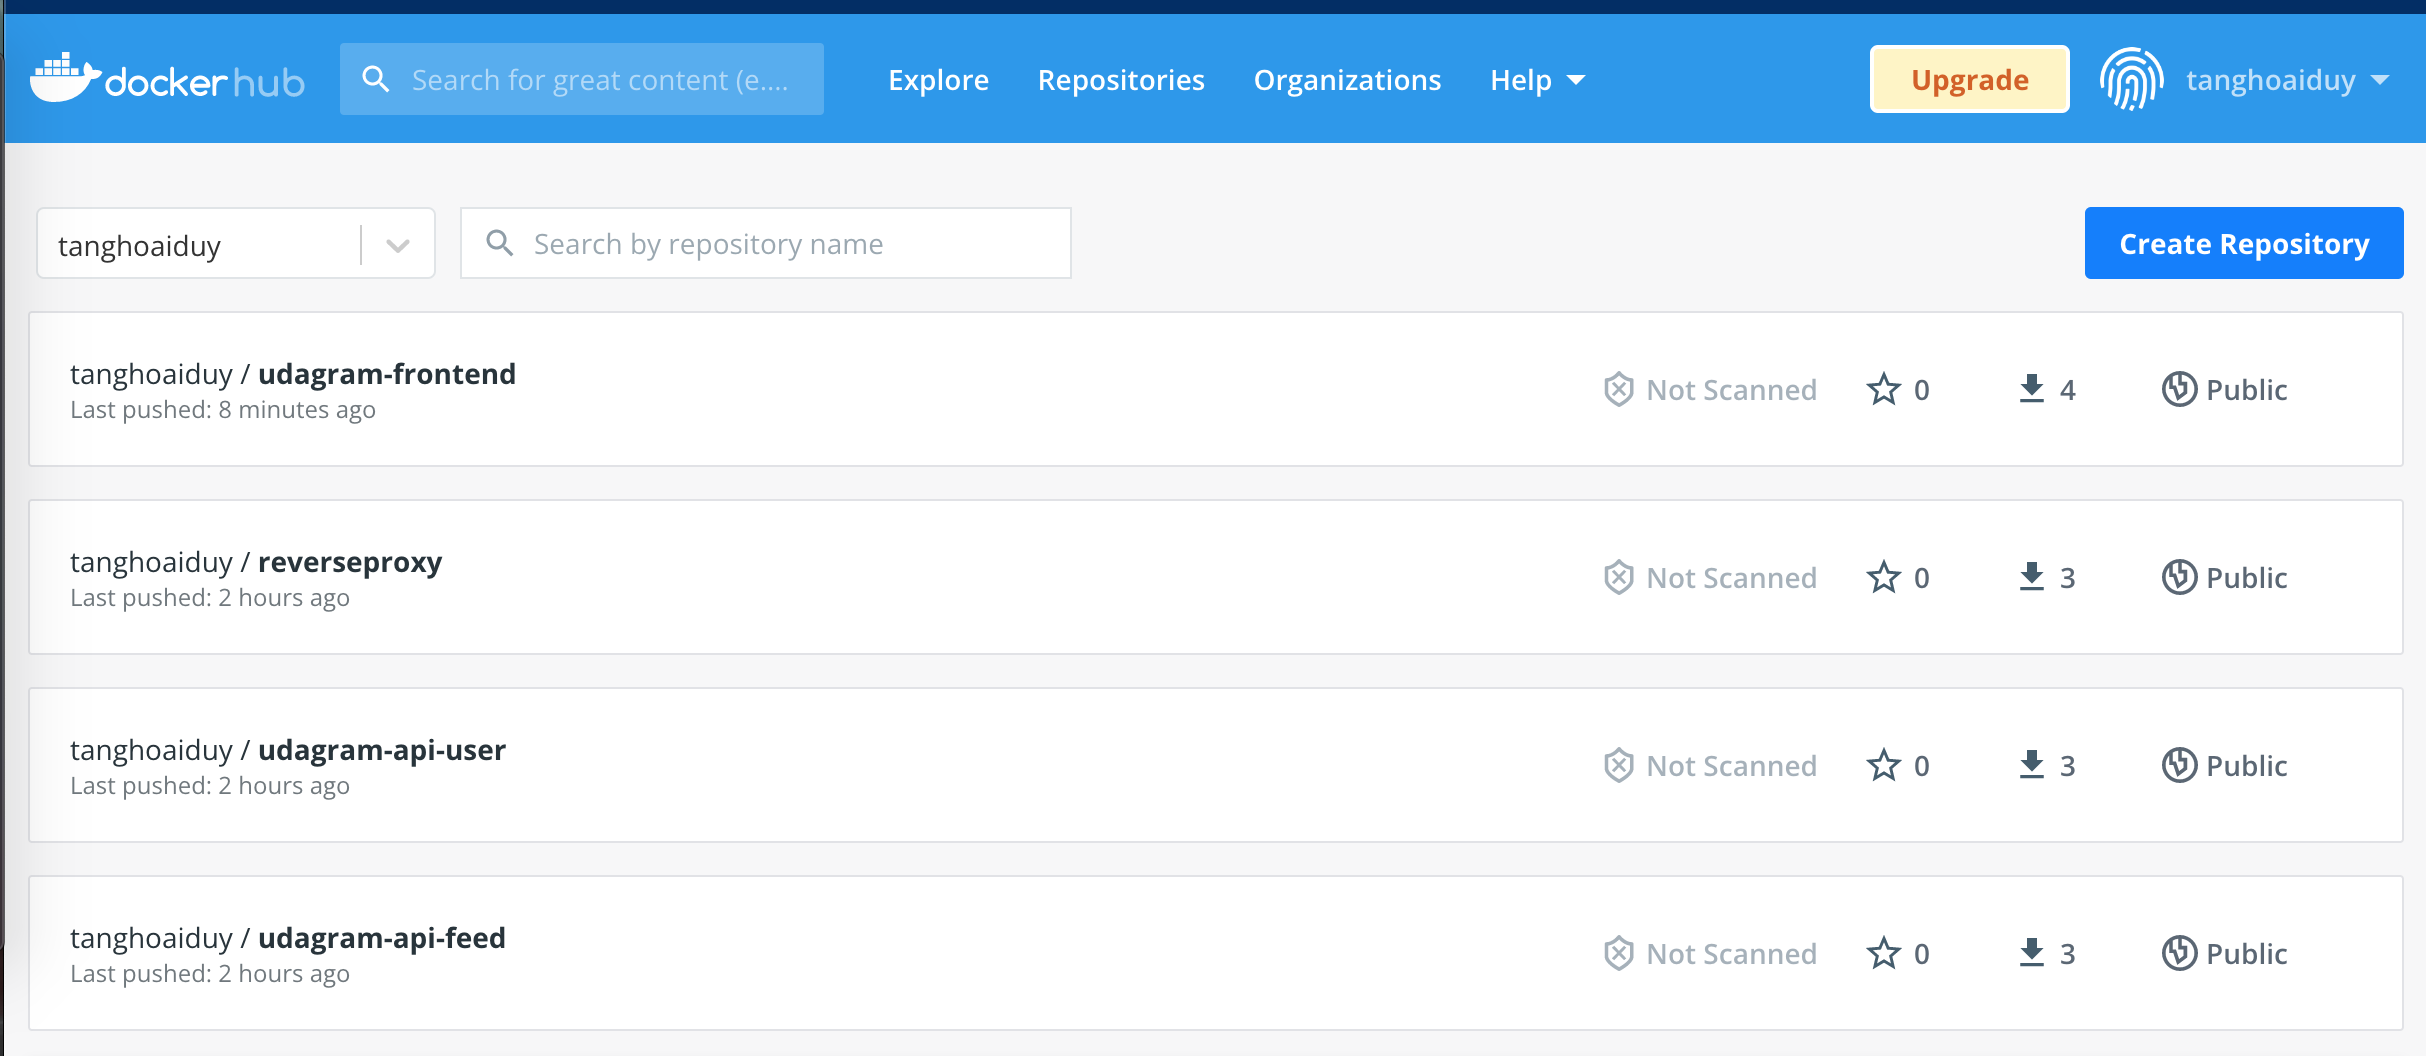 docker hub
Search for great content (e....
Explore
Repositories
Organizations
Help
Upgrade
tanghoaiduy
tanghoaiduy
Search by repository name
Create Repository
tanghoaiduy / udagram-frontend
Last pushed: 8 minutes ago
Not Scanned
0
4
Public
tanghoaiduy / reverseproxy
Last pushed: 2 hours ago
Not Scanned
0
3
Public
tanghoaiduy / udagram-api-user
Last pushed: 2 hours ago
Not Scanned
0
3
Public
tanghoaiduy / udagram-api-feed
Last pushed: 2 hours ago
Not Scanned
0
3
Public